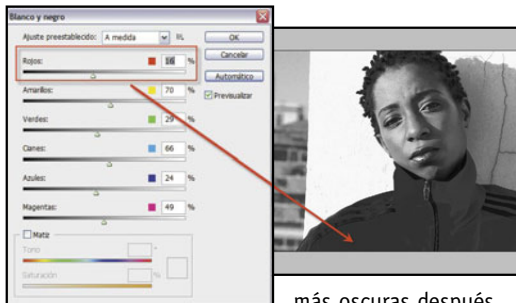 Blanco y negro
Ajuste preestablecido: A medida
OK
Rojos: 16 %
Cancelar
Automático
Amarillos: 70 %
Previsualizar
Verdes: 29 %
Cianes: 66 %
Azules: 24 %
Magentas: 49 %
Matiz
Tono °
Saturación %
más oscuras después